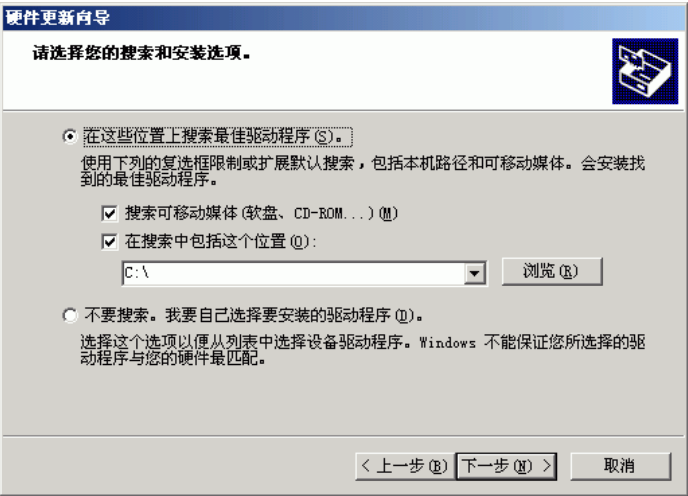 硬件更新向导
请选择您的搜索和安装选项。
在这些位置上搜索最佳驱动程序(S)。
使用下列的复选框限制或扩展默认搜索，包括本机路径和可移动媒体。会安装找
到的最佳驱动程序。
搜索可移动媒体(软盘、CD-ROM...)(M)
在搜索中包括这个位置(O):
C:\
浏览(R)
不要搜索。我要自己选择要安装的驱动程序(D)。
选择这个选项以便从列表中选择设备驱动程序。Windows 不能保证您所选择的驱
动程序与您的硬件最匹配。
< 上一步(B) 下一步(N) > 取消